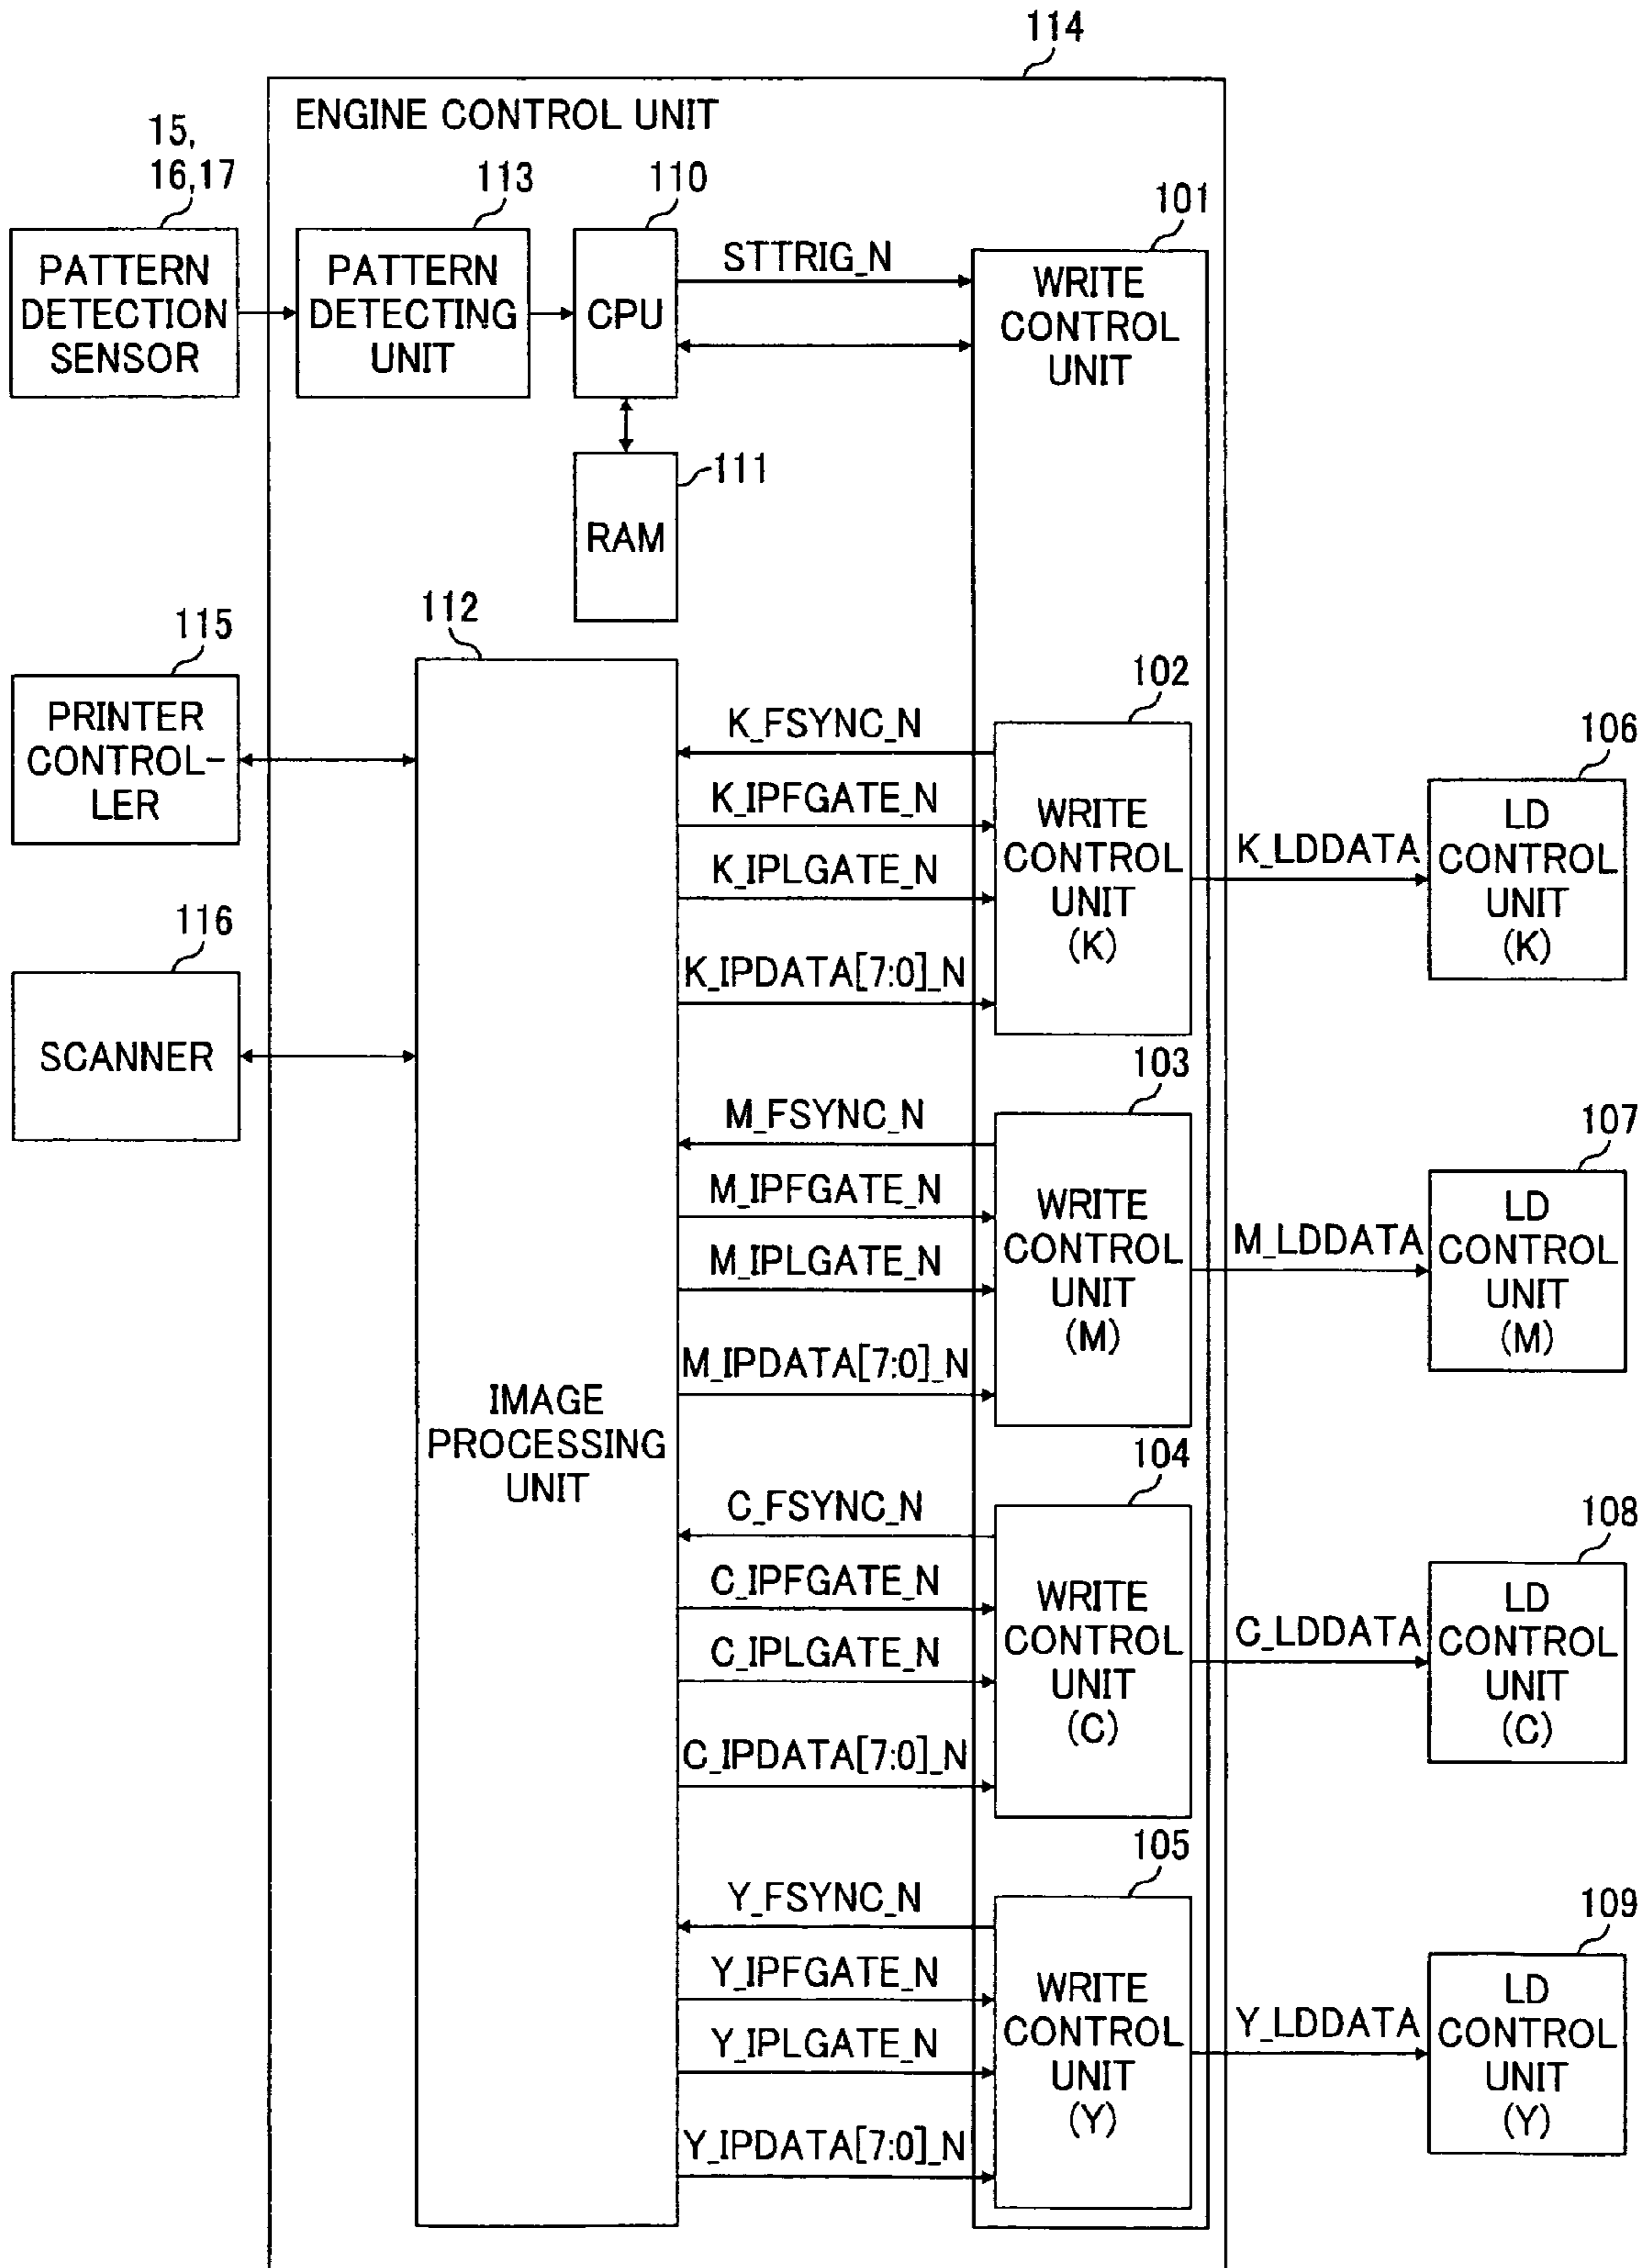 114
ENGINE CONTROL UNIT
15,
16,17
113
110
101
PATTERN
DETECTION
SENSOR
PATTERN
DETECTING
UNIT
CPU
STTRIG_N
WRITE
CONTROL
UNIT
111
RAM
112
115
PRINTER
CONTROL-
LER
116
SCANNER
IMAGE
PROCESSING
UNIT
102
K_FSYNC_N
K_IPFGATE_N
K_IPLGATE_N
K_IPDATA[7:0]_N
WRITE
CONTROL
UNIT
(K)
K_LDDATA
106
LD
CONTROL
UNIT
(K)
103
M_FSYNC_N
M_IPFGATE_N
M_IPLGATE_N
M_IPDATA[7:0]_N
WRITE
CONTROL
UNIT
(M)
M_LDDATA
107
LD
CONTROL
UNIT
(M)
104
C_FSYNC_N
C_IPFGATE_N
C_IPLGATE_N
C_IPDATA[7:0]_N
WRITE
CONTROL
UNIT
(C)
C_LDDATA
108
LD
CONTROL
UNIT
(C)
105
Y_FSYNC_N
Y_IPFGATE_N
Y_IPLGATE_N
Y_IPDATA[7:0]_N
WRITE
CONTROL
UNIT
(Y)
Y_LDDATA
109
LD
CONTROL
UNIT
(Y)